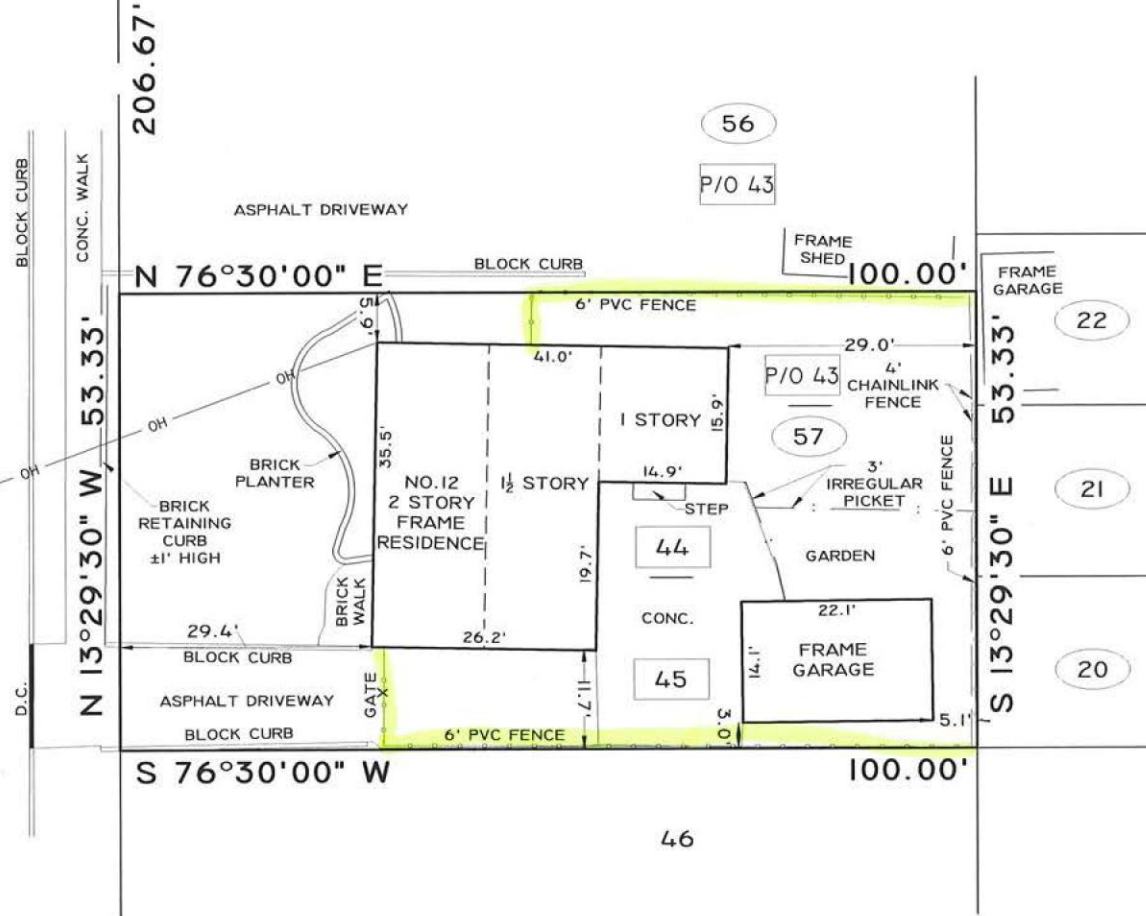 206.67'
56
P/O 43
BLOCK CURB
CONC. WALK
ASPHALT DRIVEWAY
FRAME
SHED
BLOCK CURB
N 76°30'00" E
100.00'
FRAME
GARAGE
22
6' PVC FENCE
5.9'
41.0'
29.0'
N 13°29'30" W 53.33'
S 13°29'30" E 53.33'
P/O 43
4'
CHAINLINK
FENCE
OH
OH
OH
1 STORY
15.9'
57
35.5'
BRICK
PLANTER
14.9'
3'
IRREGULAR
PICKET
6' PVC FENCE
NO.12
2 STORY
FRAME
RESIDENCE
1½ STORY
STEP
21
BRICK
RETAINING
CURB
±1' HIGH
44
GARDEN
19.7'
BRICK
WALK
CONC.
22.1'
29.4'
26.2'
FRAME
GARAGE
14.1'
BLOCK CURB
45
20
D.C.
ASPHALT DRIVEWAY
GATE
X
11.7'
3.0'
5.1'
BLOCK CURB
6' PVC FENCE
S 76°30'00" W
100.00'
46